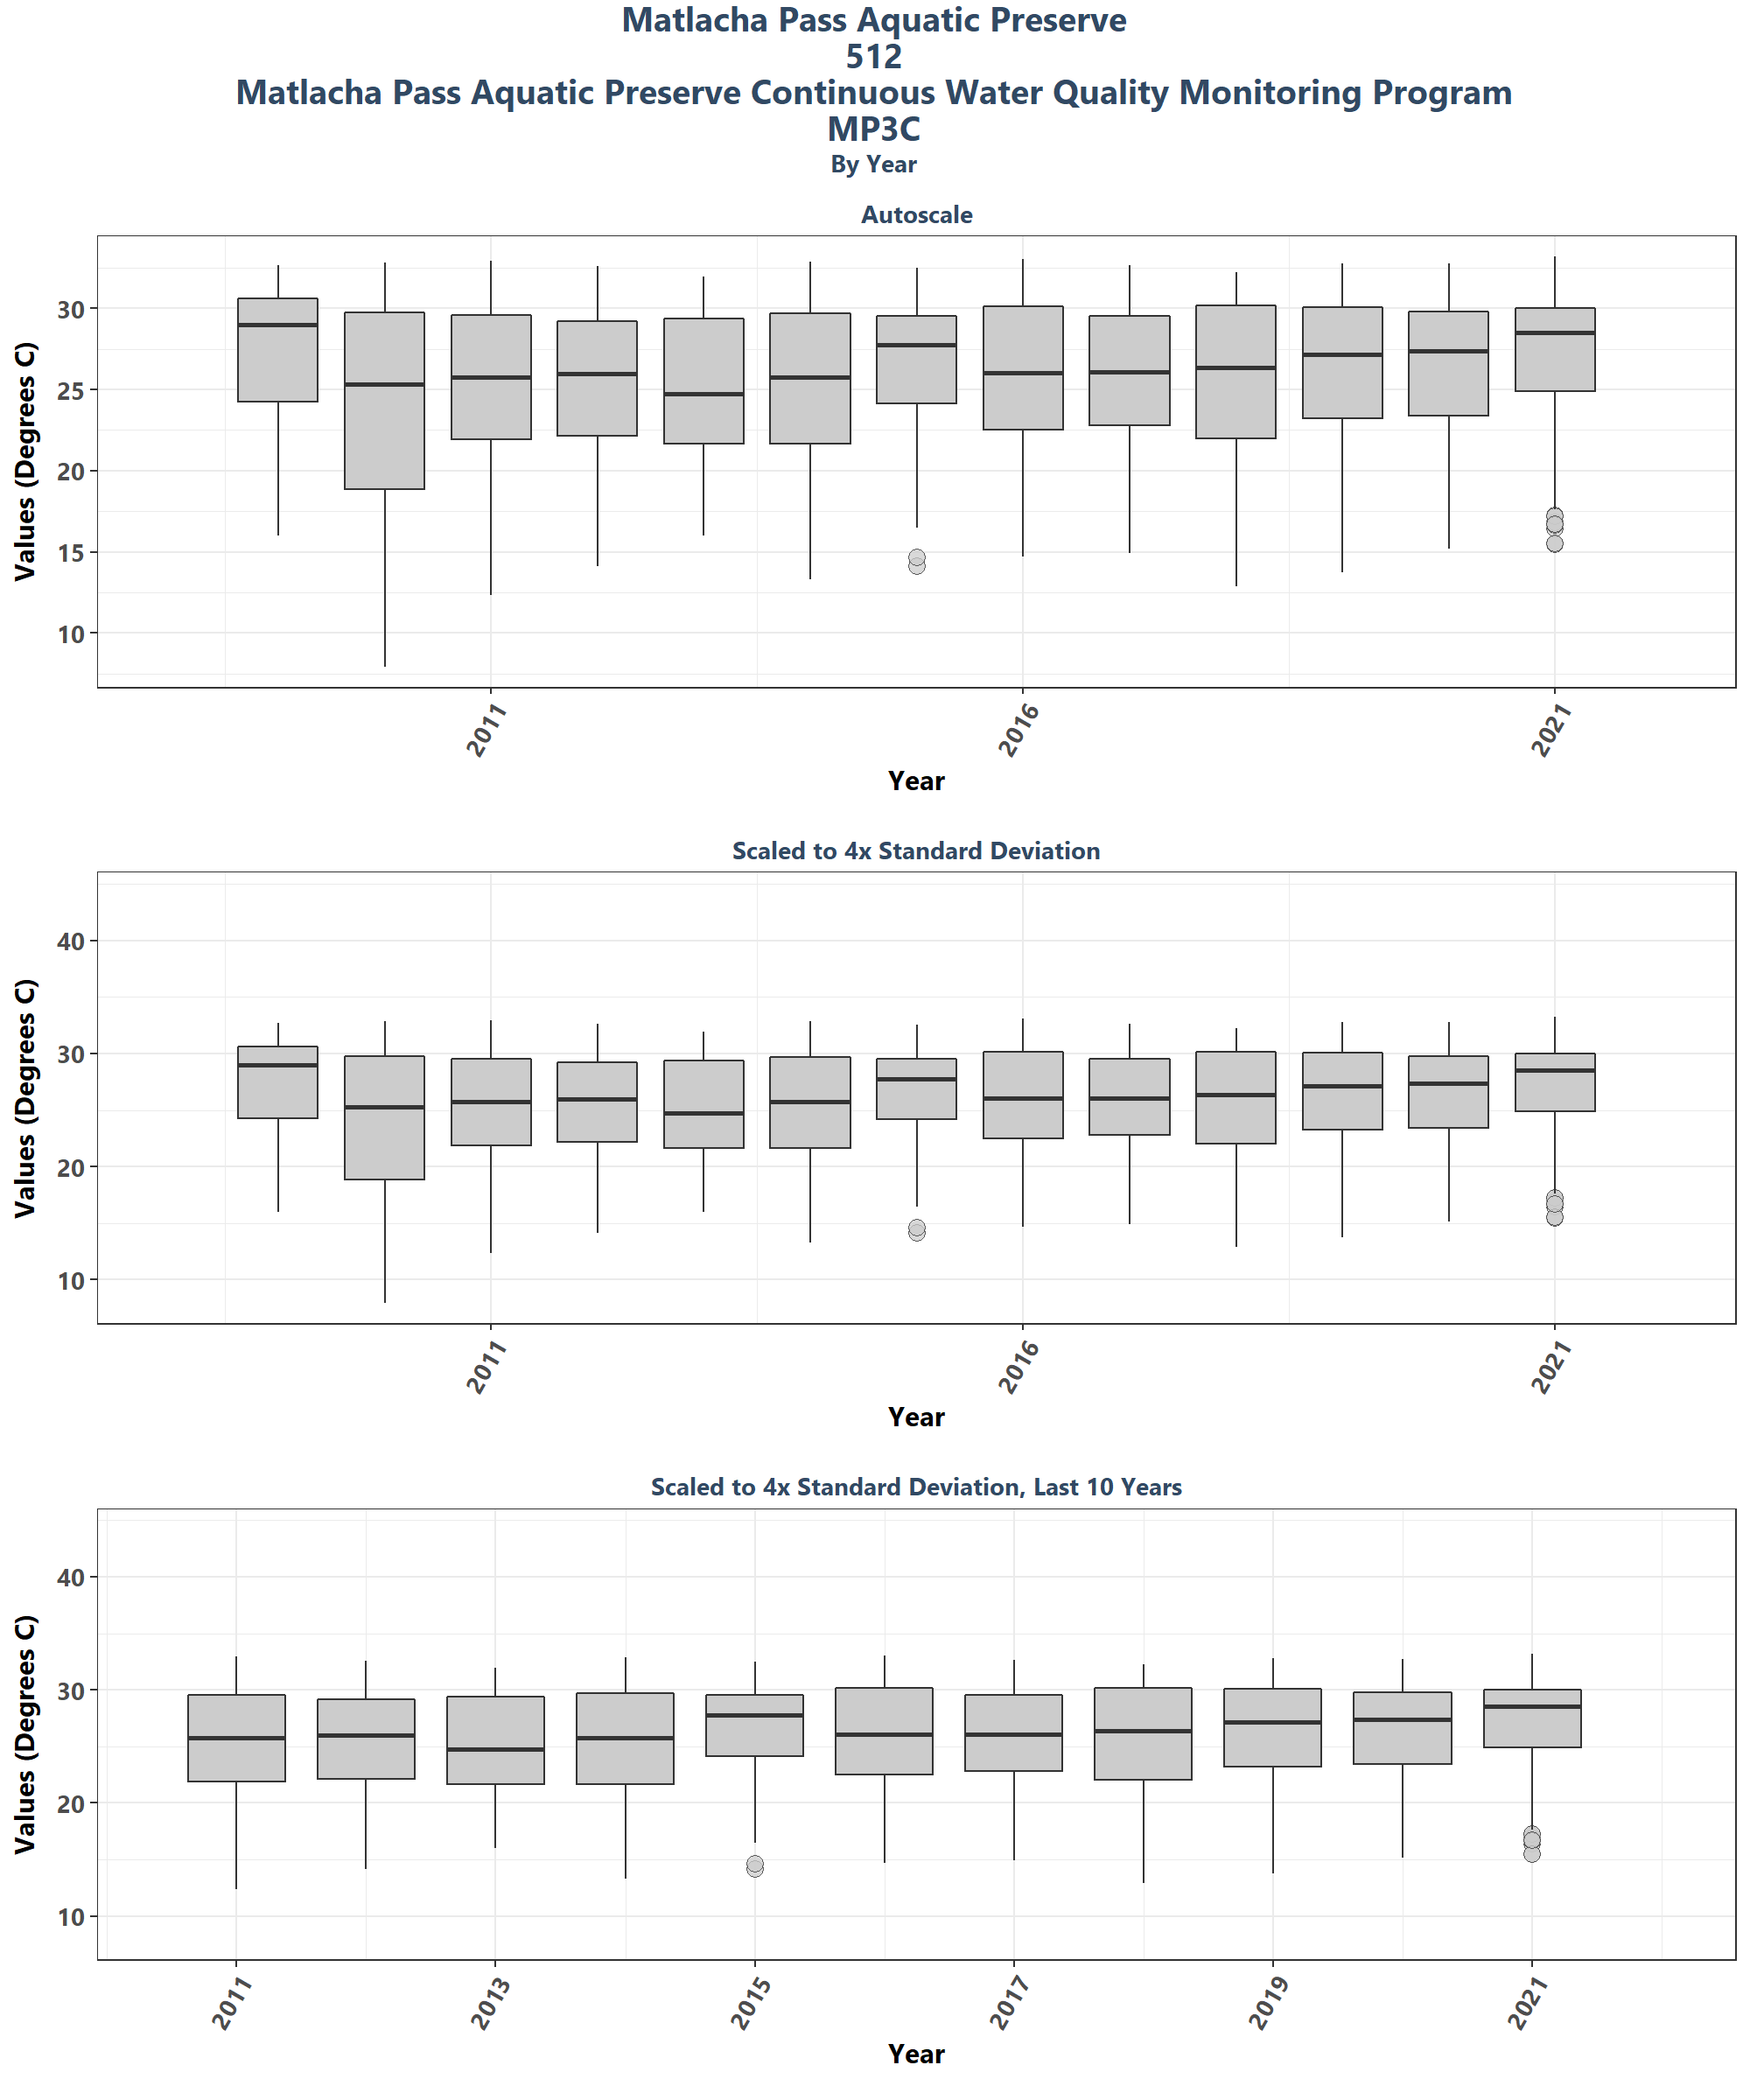 Matlacha Pass Aquatic Preserve
512
Matlacha Pass Aquatic Preserve Continuous Water Quality Monitoring Program
MP3C
By Year
Autoscale
Values (Degrees C)
30
25
20
15
10
2011
2016
2021
Year
Scaled to 4x Standard Deviation
Values (Degrees C)
40
30
20
10
2011
2016
2021
Year
Scaled to 4x Standard Deviation, Last 10 Years
Values (Degrees C)
40
30
20
10
2011
2013
2015
2017
2019
2021
Year